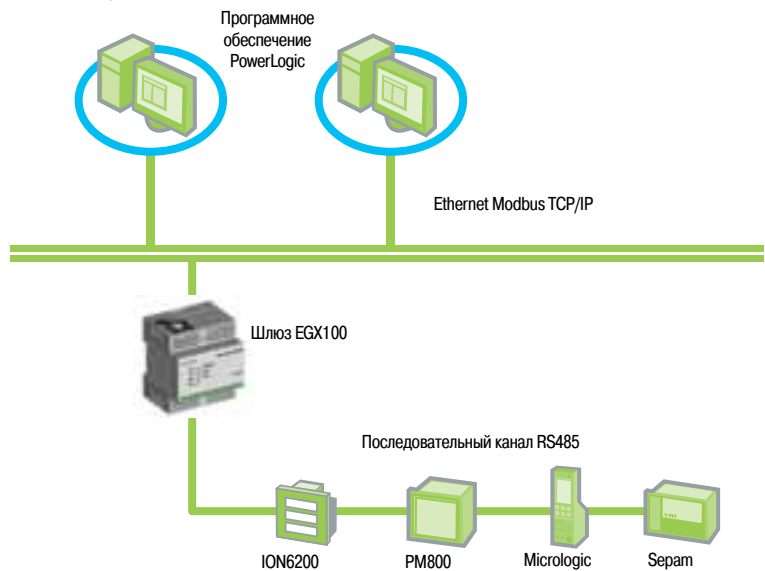 Программное
обеспечение
PowerLogic
Ethernet Modbus TCP/IP
Шлюз EGX100
Последовательный канал RS485
ION6200
PM800
Micrologic
Sepam